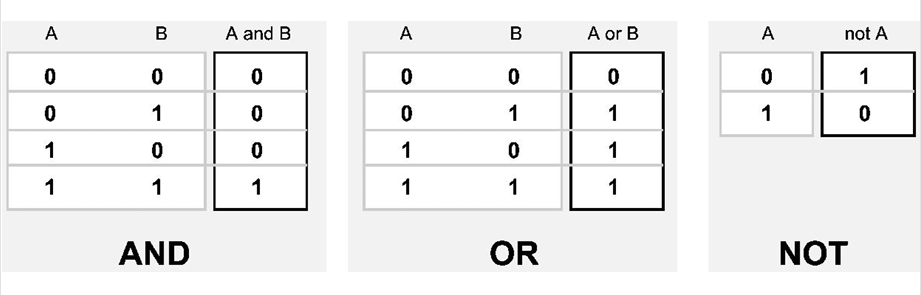 A B A and B
0 0 0
0 1 0
1 0 0
1 1 1
AND
A B A or B
0 0 0
0 1 1
1 0 1
1 1 1
OR
A not A
0 1
1 0
NOT